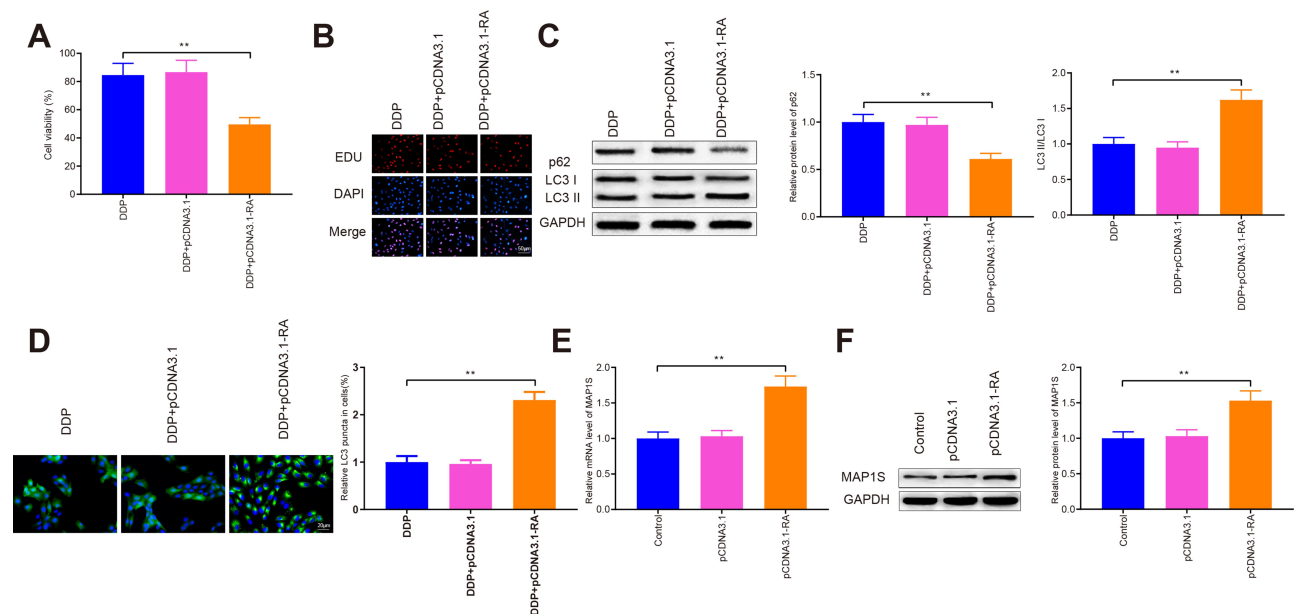 A
**
Cell viability (%)
100
80
60
40
20
0
DDP
DDP+pCDNA3.1
DDP+pCDNA3.1-RA
B
DDP
DDP+pCDNA3.1
DDP+pCDNA3.1-RA
EDU
DAPI
Merge
50μm
C
DDP
DDP+pCDNA3.1
DDP+pCDNA3.1-RA
p62
LC3 I
LC3 II
GAPDH
**
Relative protein level of p62
1.5
1.0
0.5
0.0
DDP
DDP+pCDNA3.1
DDP+pCDNA3.1-RA
**
LC3 II/LC3 I
2.0
1.5
1.0
0.5
0.0
DDP
DDP+pCDNA3.1
DDP+pCDNA3.1-RA
D
DDP
DDP+pCDNA3.1
DDP+pCDNA3.1-RA
20μm
**
Relative LC3 puncta in cells(%)
3
2
1
0
DDP
DDP+pCDNA3.1
DDP+pCDNA3.1-RA
E
**
Relative mRNA level of MAP1S
2.0
1.5
1.0
0.5
0.0
Control
pCDNA3.1
pCDNA3.1-RA
F
Control
pCDNA3.1
pCDNA3.1-RA
MAP1S
GAPDH
**
Relative protein level of MAP1S
2.0
1.5
1.0
0.5
0.0
Control
pCDNA3.1
pCDNA3.1-RA